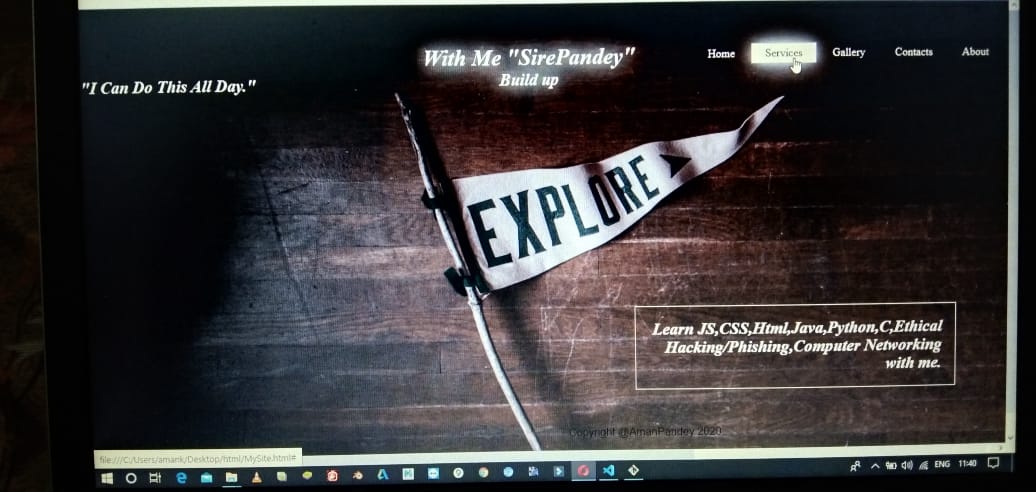 With Me "SirePandey"
Build up
Home
Services
Gallery
Contacts
About
"I Can Do This All Day."
EXPLORE
Learn JS,CSS,Html,Java,Python,C,Ethical
Hacking/Phishing,Computer Networking
with me.
Copyright @AmanPandey 2020
file:///C:/Users/amank/Desktop/html/MySite.html#
ENG
11:40